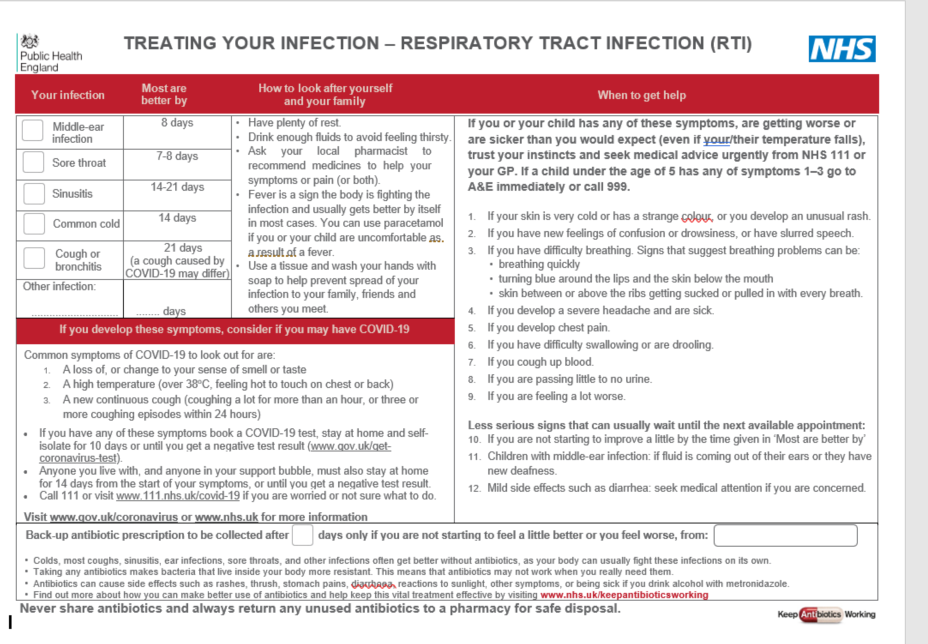 Public Health
England
TREATING YOUR INFECTION – RESPIRATORY TRACT INFECTION (RTI)
NHS
Your infection
Most are
better by
How to look after yourself
and your family
When to get help
Middle-ear
infection
8 days
Sore throat
7-8 days
Sinusitis
14-21 days
Common cold
14 days
Cough or
bronchitis
21 days
(a cough caused by
COVID-19 may differ)
Other infection:
..............................
........ days
• Have plenty of rest.
• Drink enough fluids to avoid feeling thirsty.
• Ask your local pharmacist to
recommend medicines to help your
symptoms or pain (or both).
• Fever is a sign the body is fighting the
infection and usually gets better by itself
in most cases. You can use paracetamol
if you or your child are uncomfortable as
a result of a fever.
• Use a tissue and wash your hands with
soap to help prevent spread of your
infection to your family, friends and
others you meet.
If you develop these symptoms, consider if you may have COVID-19
Common symptoms of COVID-19 to look out for are:
1. A loss of, or change to your sense of smell or taste
2. A high temperature (over 38ºC, feeling hot to touch on chest or back)
3. A new continuous cough (coughing a lot for more than an hour, or three or
more coughing episodes within 24 hours)
• If you have any of these symptoms book a COVID-19 test, stay at home and self-
isolate for 10 days or until you get a negative test result (www.gov.uk/get-
coronavirus-test).
• Anyone you live with, and anyone in your support bubble, must also stay at home
for 14 days from the start of your symptoms, or until you get a negative test result.
• Call 111 or visit www.111.nhs.uk/covid-19 if you are worried or not sure what to do.
Visit www.gov.uk/coronavirus or www.nhs.uk for more information
If you or your child has any of these symptoms, are getting worse or
are sicker than you would expect (even if your/their temperature falls),
trust your instincts and seek medical advice urgently from NHS 111 or
your GP. If a child under the age of 5 has any of symptoms 1–3 go to
A&E immediately or call 999.
1. If your skin is very cold or has a strange colour, or you develop an unusual rash.
2. If you have new feelings of confusion or drowsiness, or have slurred speech.
3. If you have difficulty breathing. Signs that suggest breathing problems can be:
• breathing quickly
• turning blue around the lips and the skin below the mouth
• skin between or above the ribs getting sucked or pulled in with every breath.
4. If you develop a severe headache and are sick.
5. If you develop chest pain.
6. If you have difficulty swallowing or are drooling.
7. If you cough up blood.
8. If you are passing little to no urine.
9. If you are feeling a lot worse.
Less serious signs that can usually wait until the next available appointment:
10. If you are not starting to improve a little by the time given in ‘Most are better by’
11. Children with middle-ear infection: if fluid is coming out of their ears or they have
new deafness.
12. Mild side effects such as diarrhea: seek medical attention if you are concerned.
Back-up antibiotic prescription to be collected after days only if you are not starting to feel a little better or you feel worse, from:
• Colds, most coughs, sinusitis, ear infections, sore throats, and other infections often get better without antibiotics, as your body can usually fight these infections on its own.
• Taking any antibiotics makes bacteria that live inside your body more resistant. This means that antibiotics may not work when you really need them.
• Antibiotics can cause side effects such as rashes, thrush, stomach pains, diarrhoea, reactions to sunlight, other symptoms, or being sick if you drink alcohol with metronidazole.
• Find out more about how you can make better use of antibiotics and help keep this vital treatment effective by visiting www.nhs.uk/keepantibioticsworking
Never share antibiotics and always return any unused antibiotics to a pharmacy for safe disposal.
Keep Antibiotics Working